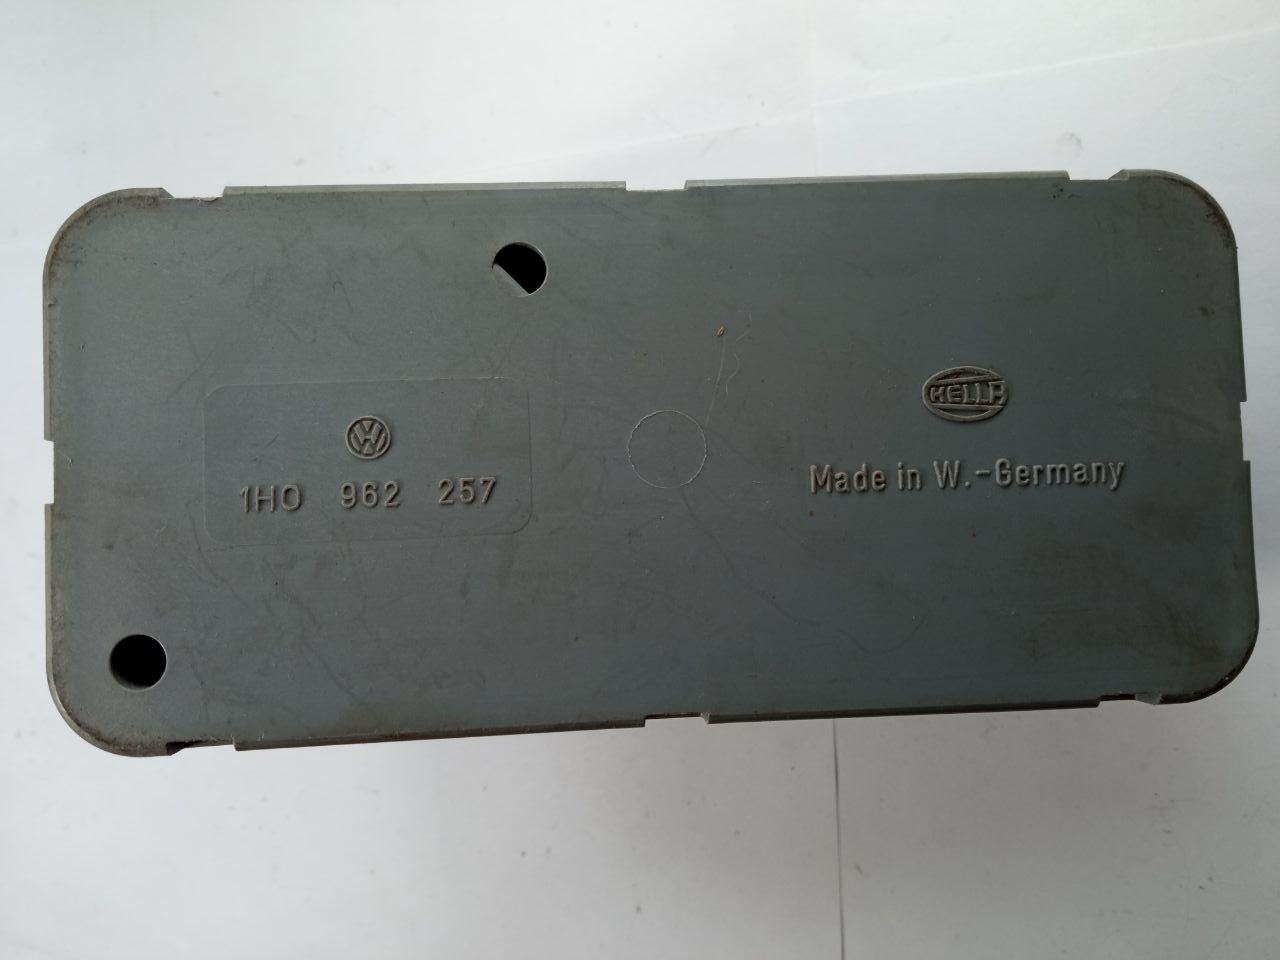 1H0 962 257
HELLA
Made in W.-Germany